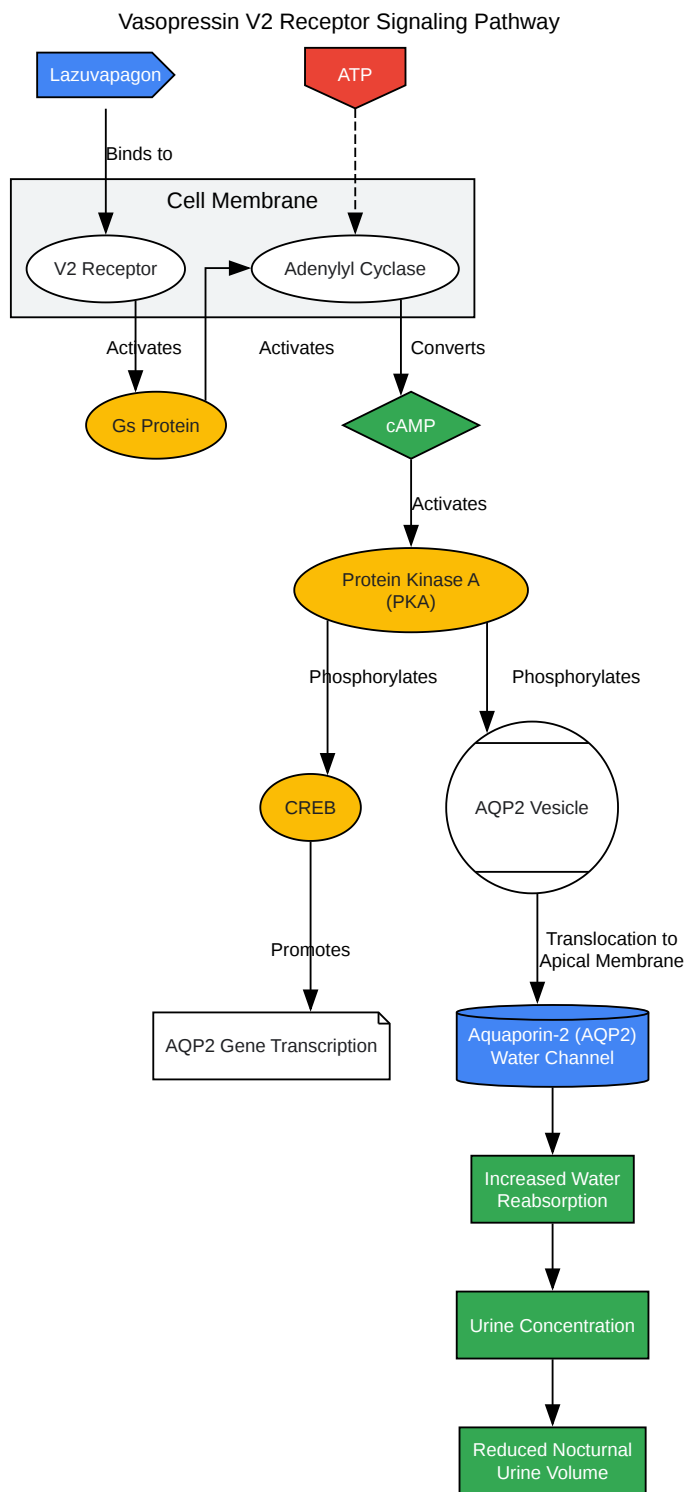 Vasopressin V2 Receptor Signaling Pathway
Lazuvapagon
ATP
Binds to
Cell Membrane
V2 Receptor
Adenylyl Cyclase
Activates
Activates
Converts
Gs Protein
cAMP
Activates
Protein Kinase A
(PKA)
Phosphorylates
Phosphorylates
CREB
AQP2 Vesicle
Promotes
Translocation to
Apical Membrane
AQP2 Gene Transcription
Aquaporin-2 (AQP2)
Water Channel
Increased Water
Reabsorption
Urine Concentration
Reduced Nocturnal
Urine Volume